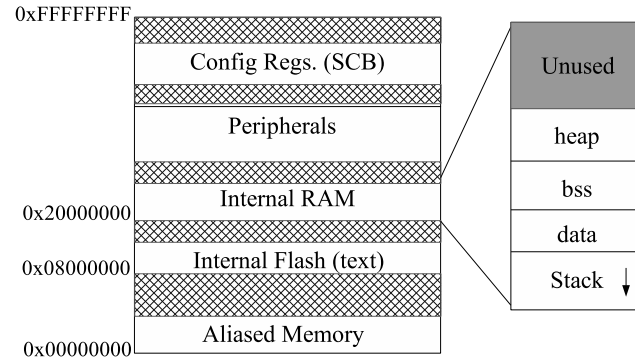 0xFFFFFFFF
Config Regs. (SCB)
Peripherals
Internal RAM
0x20000000
Internal Flash (text)
0x08000000
Aliased Memory
0x00000000
Unused
heap
bss
data
Stack